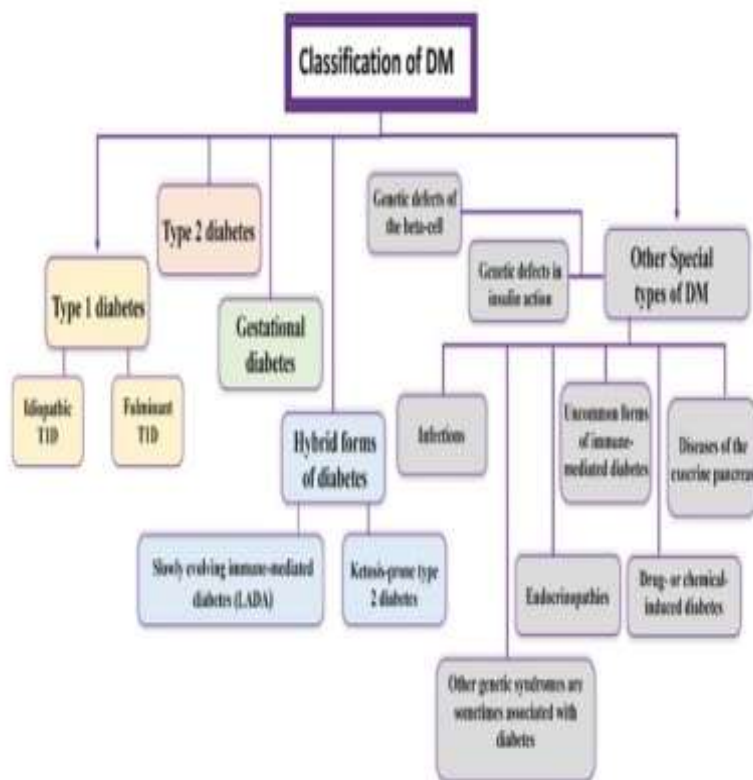 Classification of DM
Type 2 diabetes
Genetic defects of
the beta-cell
Genetic defects in
insulin action
Other Special
types of DM
Type 1 diabetes
Gestational
diabetes
Idiopathic
T1D
Fulminant
T1D
Hybrid forms
of diabetes
Infections
Uncommon forms
of immune-
mediated diabetes
Diseases of the
exocrine pancreas
Slowly evolving immune-mediated
diabetes (LADA)
Ketosis-prone type
2 diabetes
Endocrinopathies
Drug- or chemical-
induced diabetes
Other genetic syndromes are
sometimes associated with
diabetes